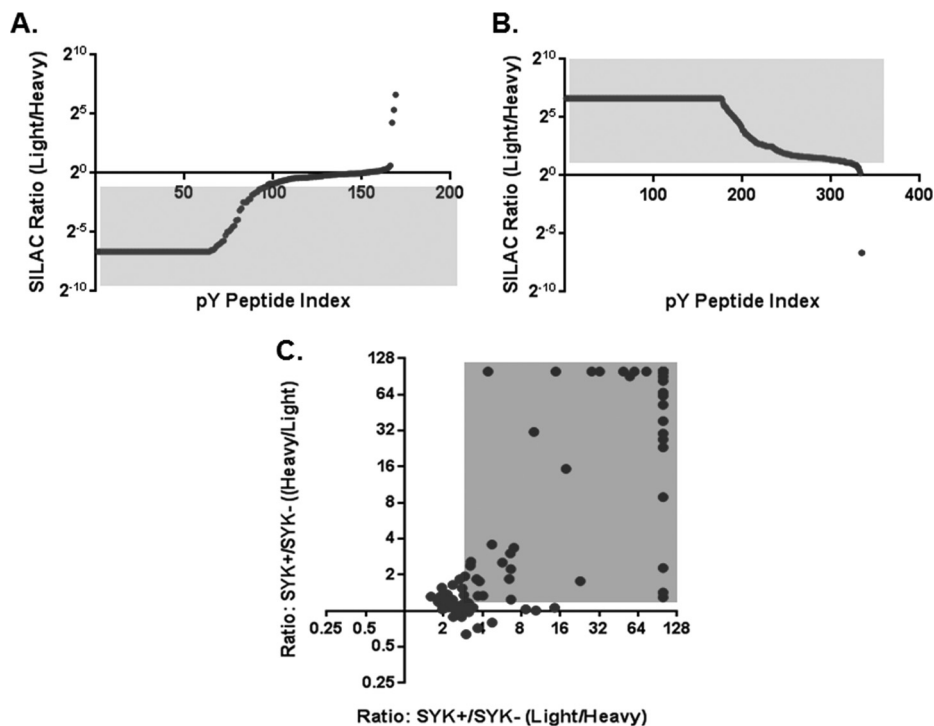 A.
SILAC Ratio (Light/Heavy)
2^10
2^5
2^0
2^-5
2^-10
50 100 150 200
pY Peptide Index
B.
SILAC Ratio (Light/Heavy)
2^10
2^5
2^0
2^-5
2^-10
100 200 300 400
pY Peptide Index
C.
Ratio: SYK+/SYK- ((Heavy/Light)
128
64
32
16
8
4
2
0.5
0.25
0.25 0.5 2 4 8 16 32 64 128
Ratio: SYK+/SYK- (Light/Heavy)